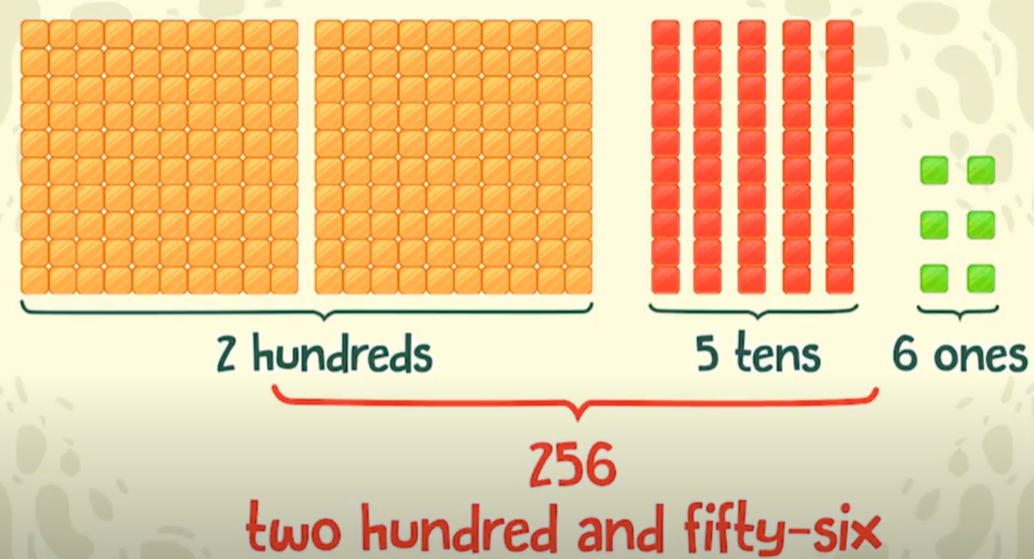 2 hundreds 5 tens 6 ones
256
two hundred and fifty-six